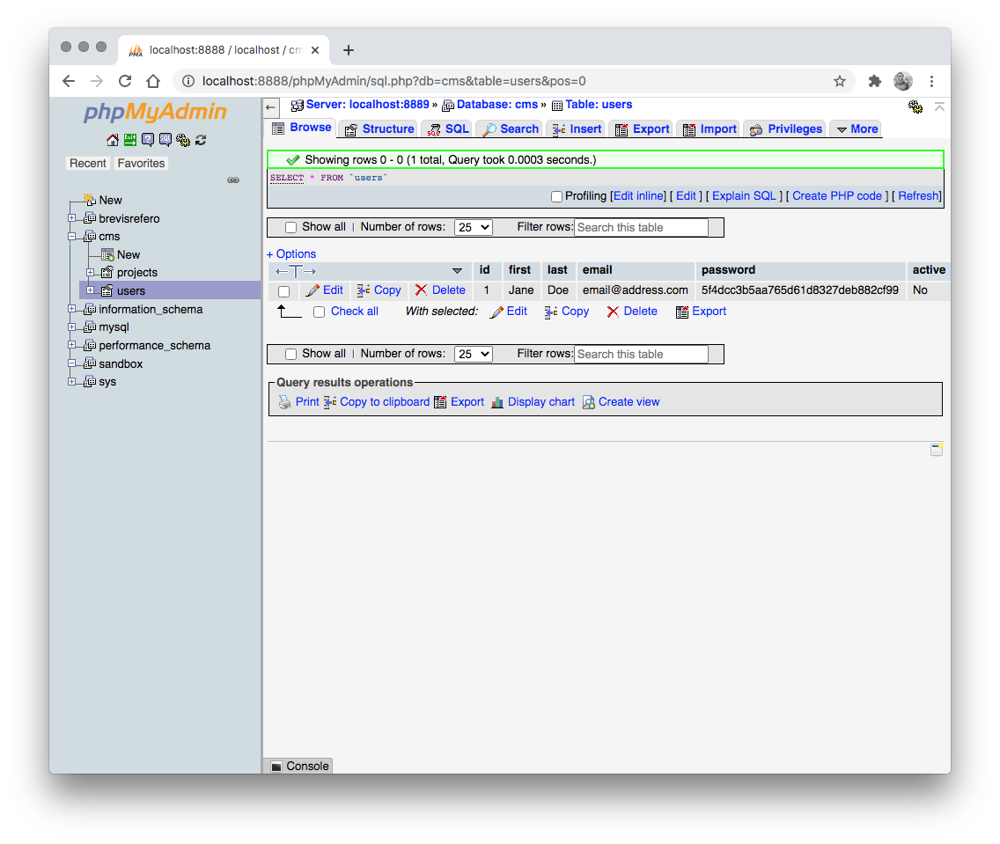 localhost:8888 / localhost / cm
localhost:8888/phpMyAdmin/sql.php?db=cms&table=users&pos=0
phpMyAdmin
Recent Favorites
New
brevisrefero
cms
New
projects
users
information_schema
mysql
performance_schema
sandbox
sys
Server: localhost:8889 » Database: cms » Table: users
Browse Structure SQL Search Insert Export Import Privileges More
Showing rows 0 - 0 (1 total, Query took 0.0003 seconds.)
SELECT * FROM `users`
Profiling [Edit inline] [ Edit ] [ Explain SQL ] [ Create PHP code ] [ Refresh]
Show all | Number of rows: 25 Filter rows: Search this table
+ Options
id first last email password active
Edit Copy Delete 1 Jane Doe email@address.com 5f4dcc3b5aa765d61d8327deb882cf99 No
Check all With selected: Edit Copy Delete Export
Show all | Number of rows: 25 Filter rows: Search this table
Query results operations
Print Copy to clipboard Export Display chart Create view
Console